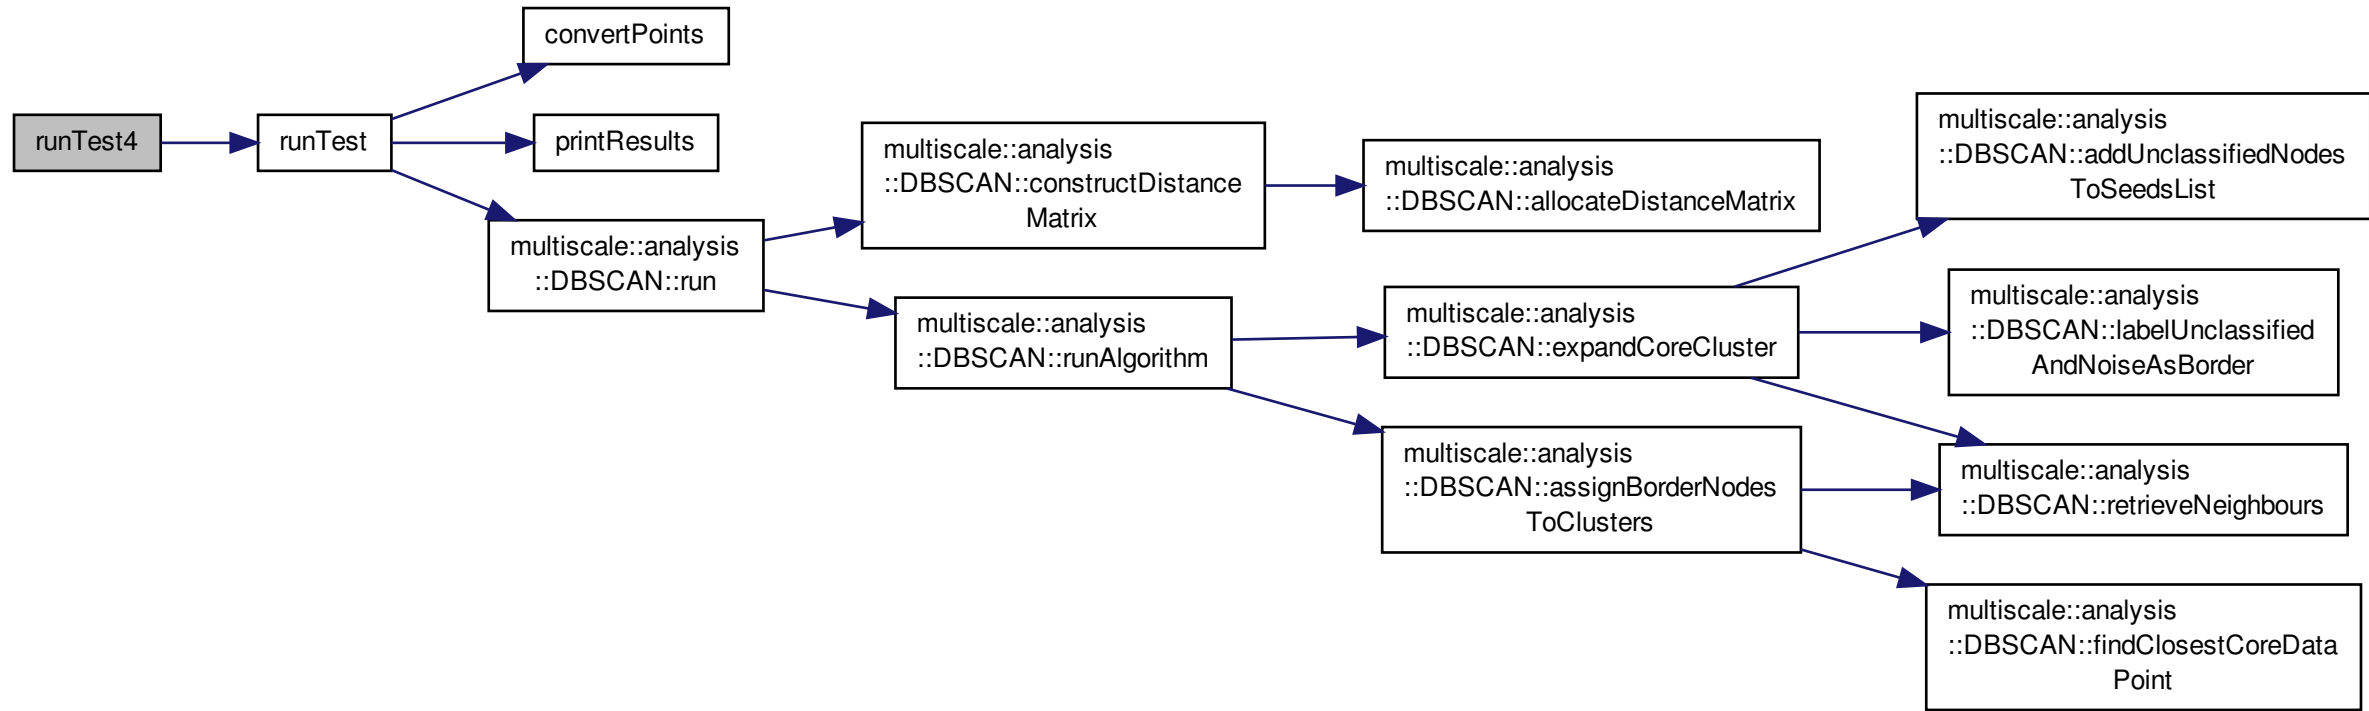 convertPoints
runTest4
runTest
printResults
multiscale::analysis
::DBSCAN::run
multiscale::analysis
::DBSCAN::constructDistance
Matrix
multiscale::analysis
::DBSCAN::runAlgorithm
multiscale::analysis
::DBSCAN::allocateDistanceMatrix
multiscale::analysis
::DBSCAN::expandCoreCluster
multiscale::analysis
::DBSCAN::assignBorderNodes
ToClusters
multiscale::analysis
::DBSCAN::addUnclassifiedNodes
ToSeedsList
multiscale::analysis
::DBSCAN::labelUnclassified
AndNoiseAsBorder
multiscale::analysis
::DBSCAN::retrieveNeighbours
multiscale::analysis
::DBSCAN::findClosestCoreData
Point